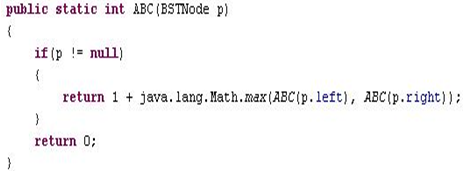 public static int ABC(BSTNode p)
{
if(p != null)
{
return 1 + java.lang.Math.max(ABC(p.left), ABC(p.right));
}
return 0;
}